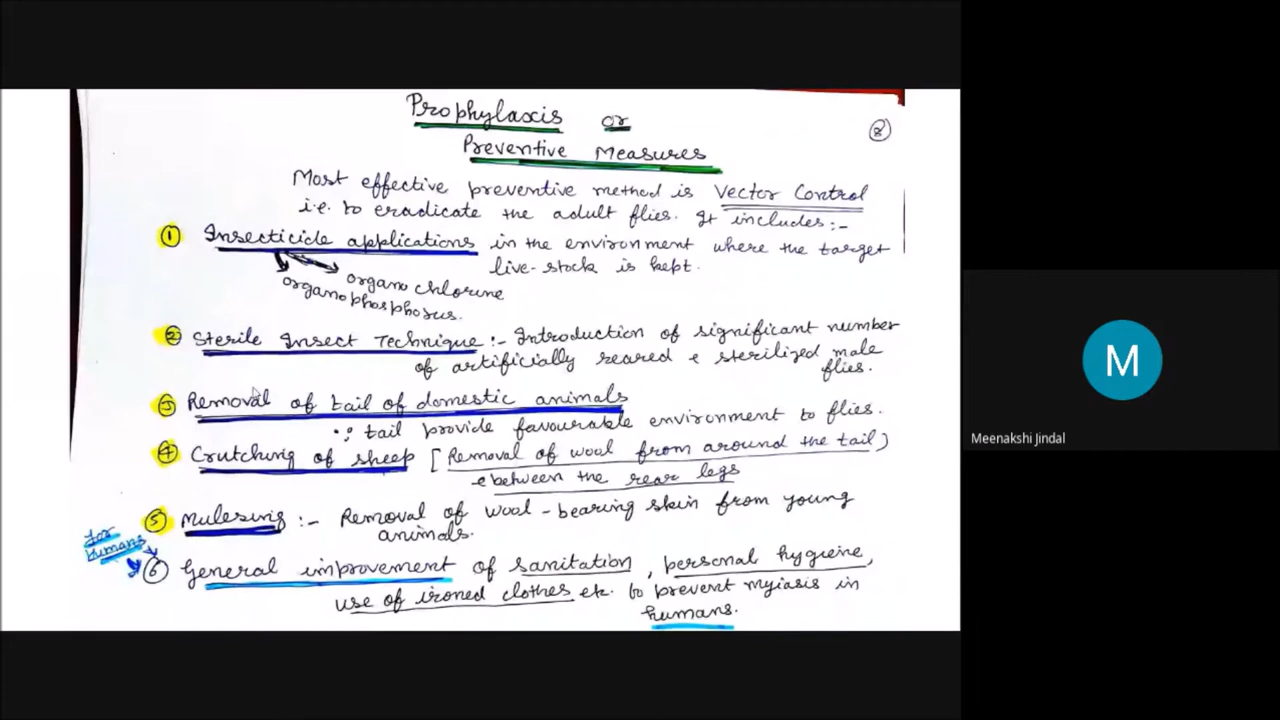 Prophylaxis or
8
Preventive Measures
Most effective preventive method is Vector Control
i.e. to eradicate the adult flies. It includes:-
1 Insecticide applications in the environment where the target
live-stock is kept.
organo chlorine
organophosphorus.
2 Sterile Insect Technique :- Introduction of significant number
of artificially reared & sterilized male
flies.
3 Removal of tail of domestic animals
∵ tail provide favourable environment to flies.
4 Crutching of sheep [Removal of wool from around the tail)
& between the rear legs
5 Mulesing :- Removal of wool-bearing skin from young
animals.
for
humans
6 General improvement of sanitation, personal hygiene,
use of ironed clothes etc. to prevent myiasis in
humans.
M
Meenakshi Jindal